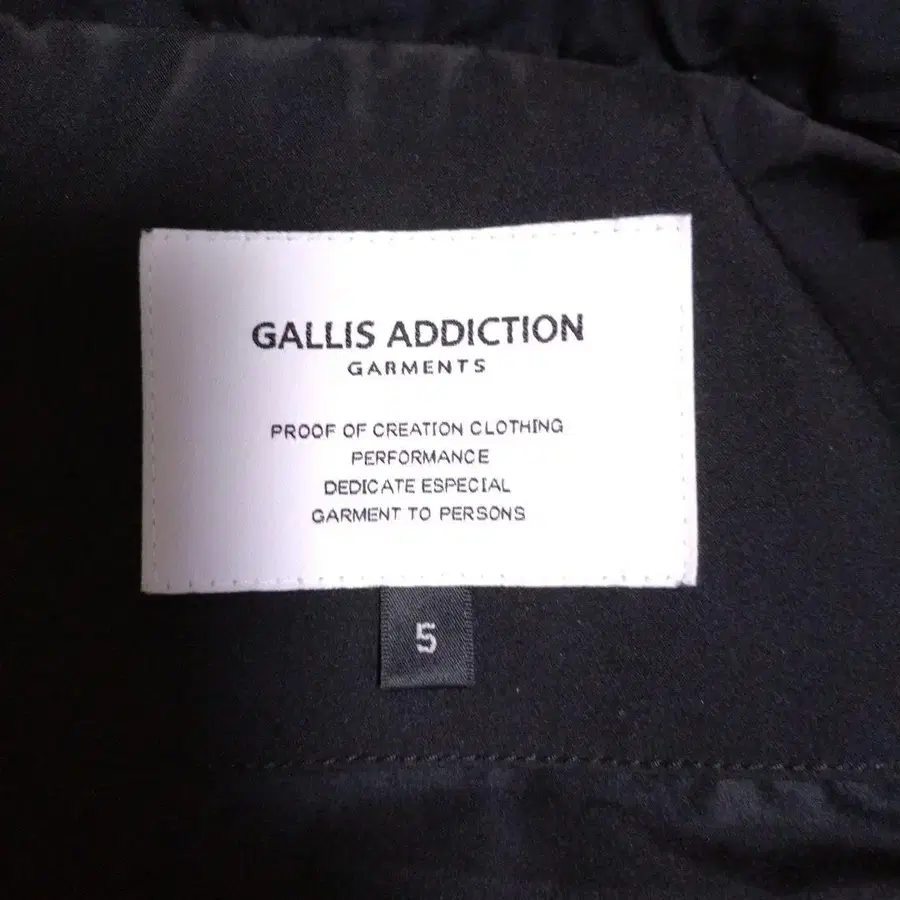 GALLIS ADDICTION
GARMENTS
PROOF OF CREATION CLOTHING
PERFORMANCE
DEDICATE ESPECIAL
GARMENT TO PERSONS
5